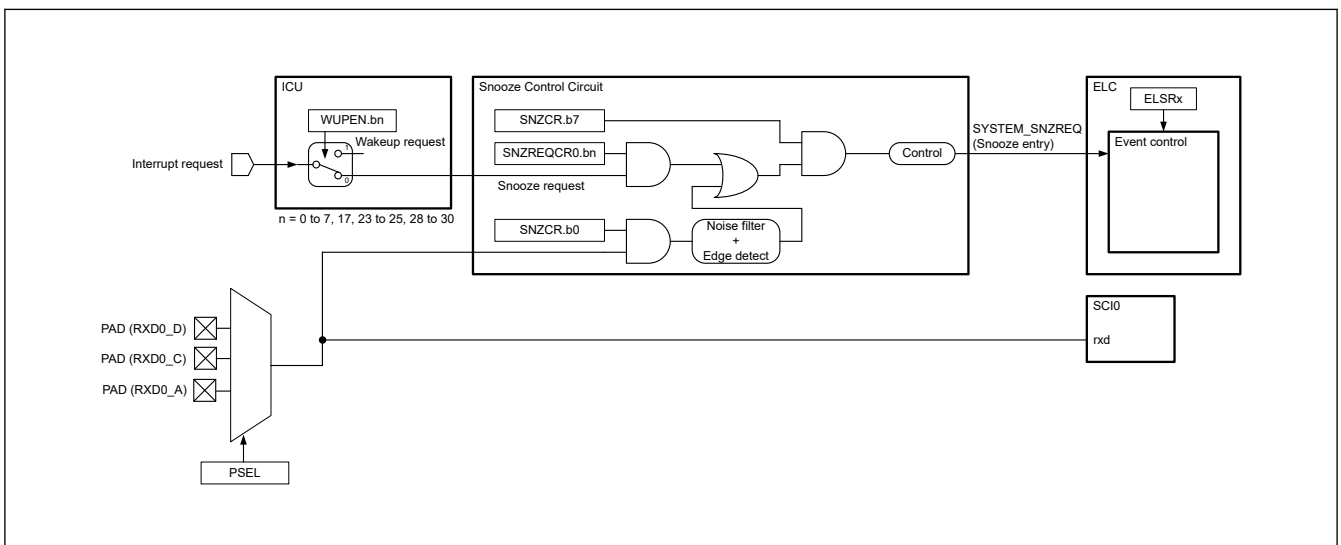 ICU
WUPEN.bn
Wakeup request
1
0
Interrupt request
n = 0 to 7, 17, 23 to 25, 28 to 30
Snooze Control Circuit
SNZCR.b7
SNZREQCR0.bn
Snooze request
SNZCR.b0
Noise filter
+
Edge detect
Control
SYSTEM_SNZREQ
(Snooze entry)
ELC
ELSRx
Event control
SCI0
rxd
PAD (RXD0_D)
PAD (RXD0_C)
PAD (RXD0_A)
PSEL